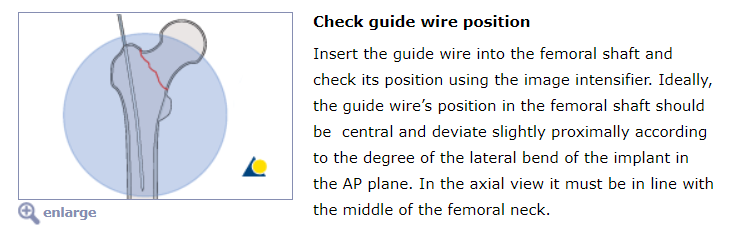 Check guide wire position
Insert the guide wire into the femoral shaft and
check its position using the image intensifier. Ideally,
the guide wire’s position in the femoral shaft should
be  central and deviate slightly proximally according
to the degree of the lateral bend of the implant in
the AP plane. In the axial view it must be in line with
the middle of the femoral neck.
enlarge